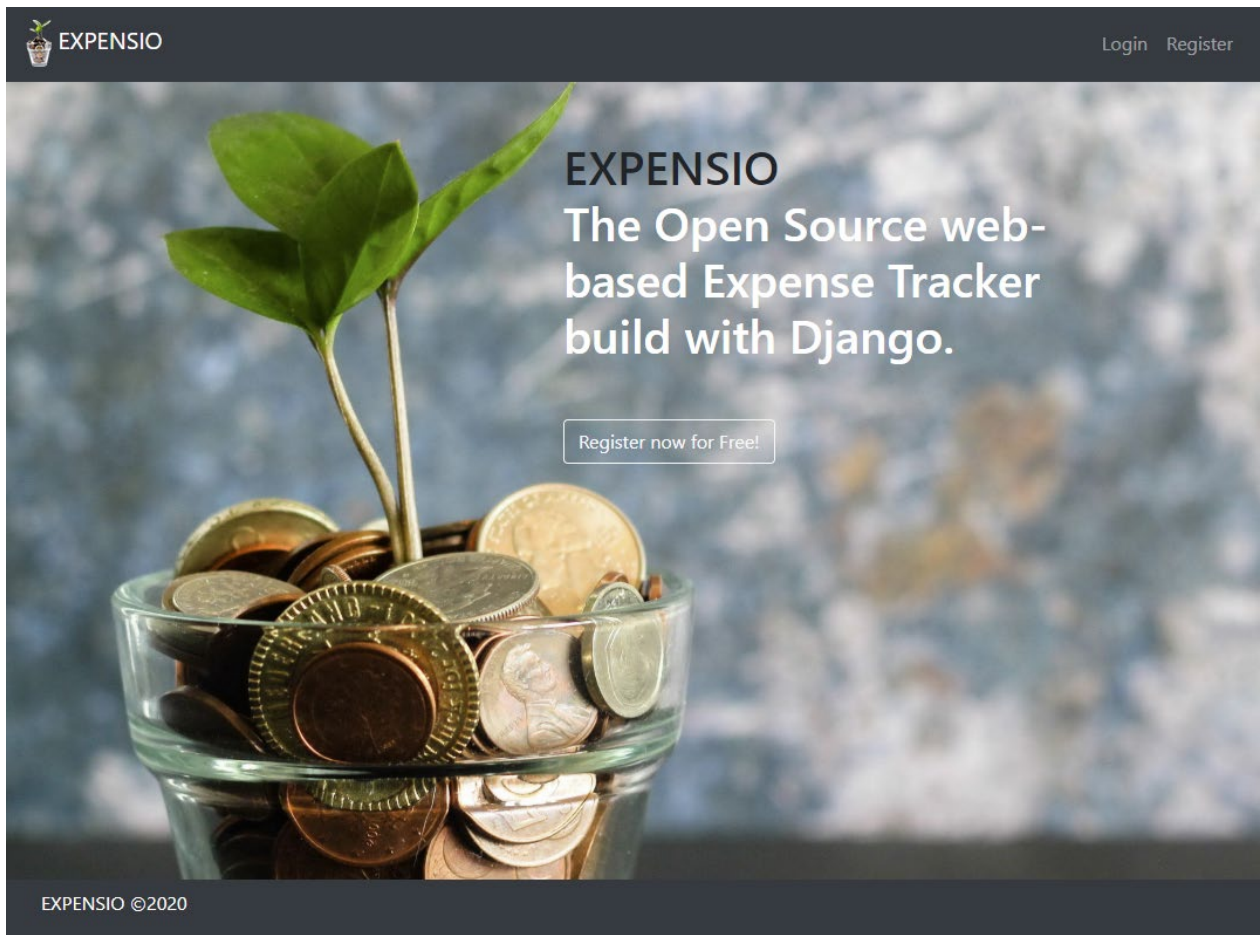 EXPENSIO
Login Register
EXPENSIO
The Open Source web-
based Expense Tracker
build with Django.
Register now for Free!
EXPENSIO ©2020